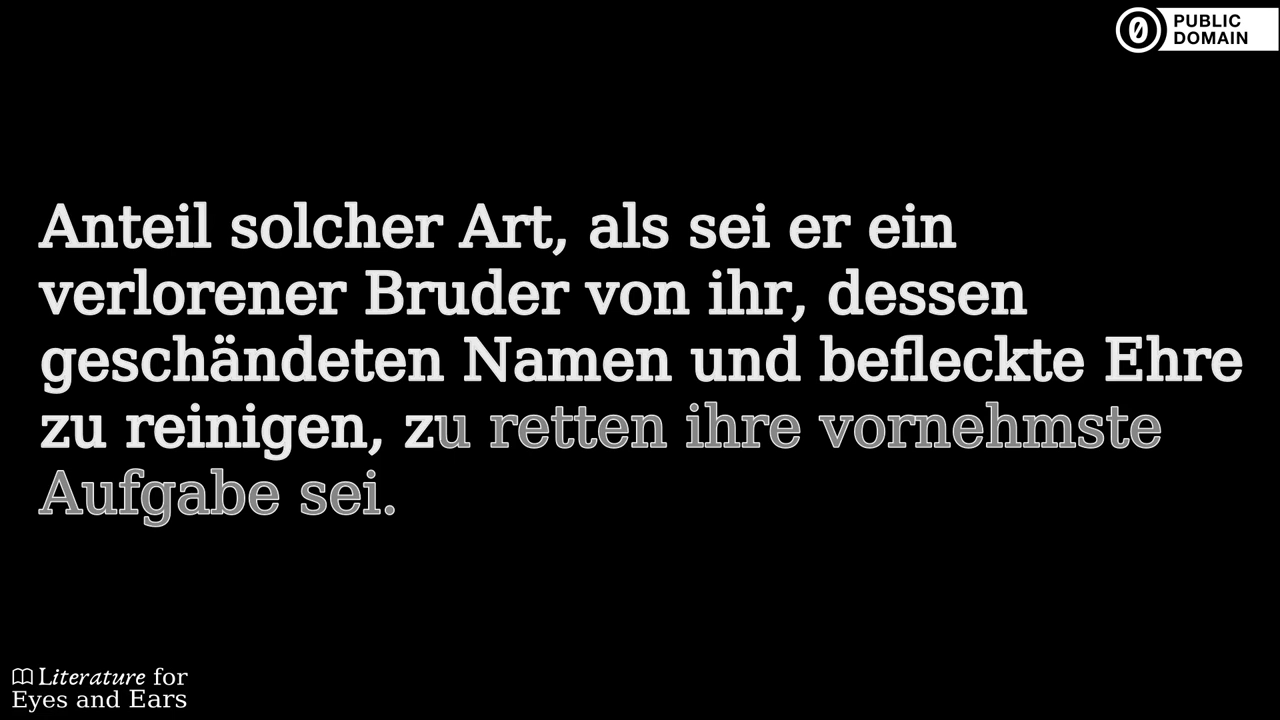 PUBLIC
DOMAIN
Anteil solcher Art, als sei er ein
verlorener Bruder von ihr, dessen
geschändeten Namen und befleckte Ehre
zu reinigen, zu retten ihre vornehmste
Aufgabe sei.
Literature for
Eyes and Ears